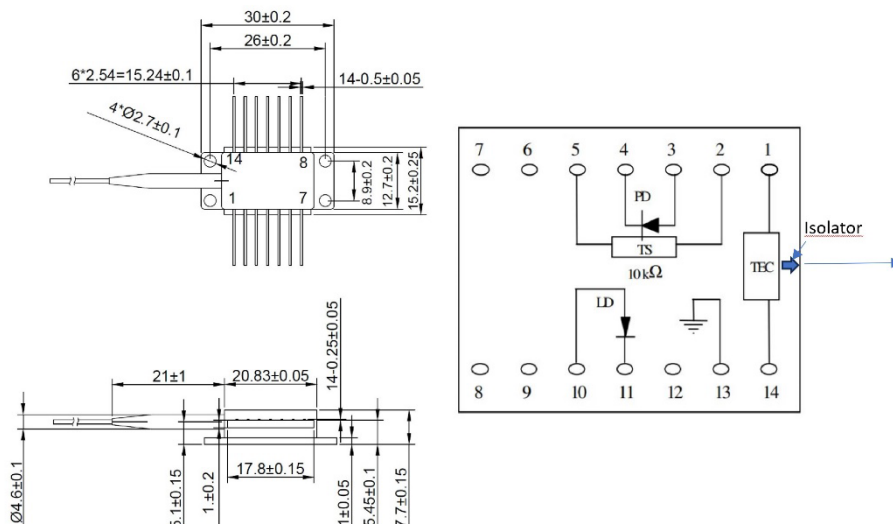 30±0.2
26±0.2
6*2.54=15.24±0.1
14-0.5±0.05
4*Ø2.7±0.1
14
8
1
7
8.9±0.2
12.7±0.2
15.2±0.25
7 6 5 4 3 2 1
PD
TS
10kΩ
TEC
Isolator
LD
8 9 10 11 12 13 14
21±1
20.83±0.05
14-0.25±0.05
17.8±0.15
Ø4.6±0.1
5.1±0.15
1.±0.2
1±0.05
5.45±0.1
7.7±0.15